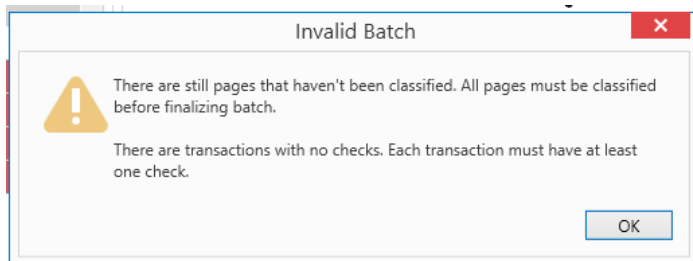 Invalid Batch
There are still pages that haven't been classified. All pages must be classified
before finalizing batch.
There are transactions with no checks. Each transaction must have at least
one check.
OK